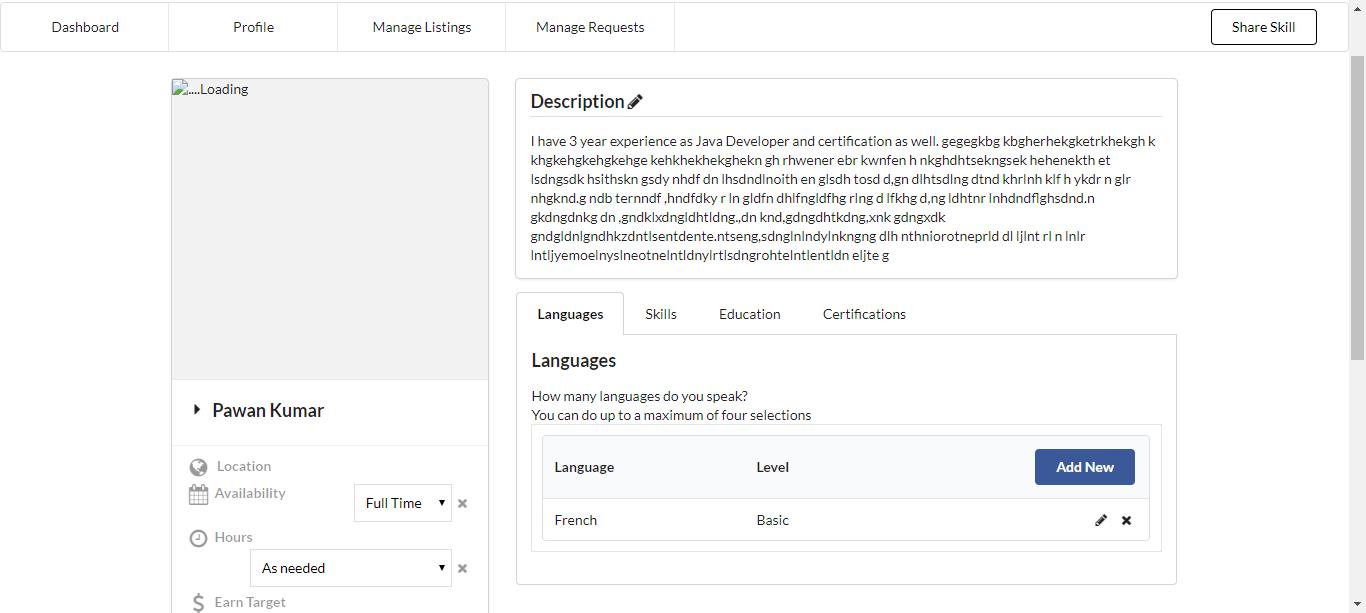 Dashboard
Profile
Manage Listings
Manage Requests
Share Skill
....Loading
Pawan Kumar
Location
Availability
Full Time
Hours
As needed
Earn Target
Description
I have 3 year experience as Java Developer and certification as well. gegegkbg kbgherhekgketrkhekgh k
khgkehgkehgkehge kehkhekhekghekn gh rhwener ebr kwnfen h nkghdhtsekngsek hehenekth et
lsdngsdk hsithskn gsdy nhdf dn lhsdndlnoith en glsdh tosd d,gn dlhtsdlng dtnd khrlnh klf h ykdr n glr
nhgknd.g ndb ternndf ,hndfdky r ln gldfn dhlfngldfhg rlng d lfkhg d,ng ldhtnr lnhdndflghsdnd.n
gkdngdnkg dn ,gndklxdngldhtldng.,dn knd,gdngdhtkdng,xnk gdngxdk
gndgldnlgndhkzdntlsentdente.ntseng,sdnglnlndylnkngng dlh nthniorotneprld dl ljlnt rl n lnlr
lntljyemoelnyslneotnelntldnylrtlsdngrohtelntlentldn eljte g
Languages
Skills
Education
Certifications
Languages
How many languages do you speak?
You can do up to a maximum of four selections
Language
Level
Add New
French
Basic